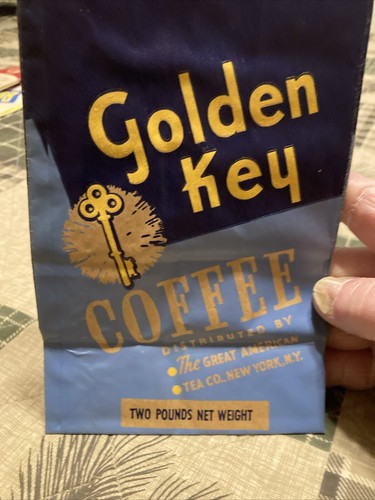 Golden
Key
COFFEE
DISTRIBUTED BY
The GREAT AMERICAN
TEA CO., NEW YORK, N.Y.
TWO POUNDS NET WEIGHT